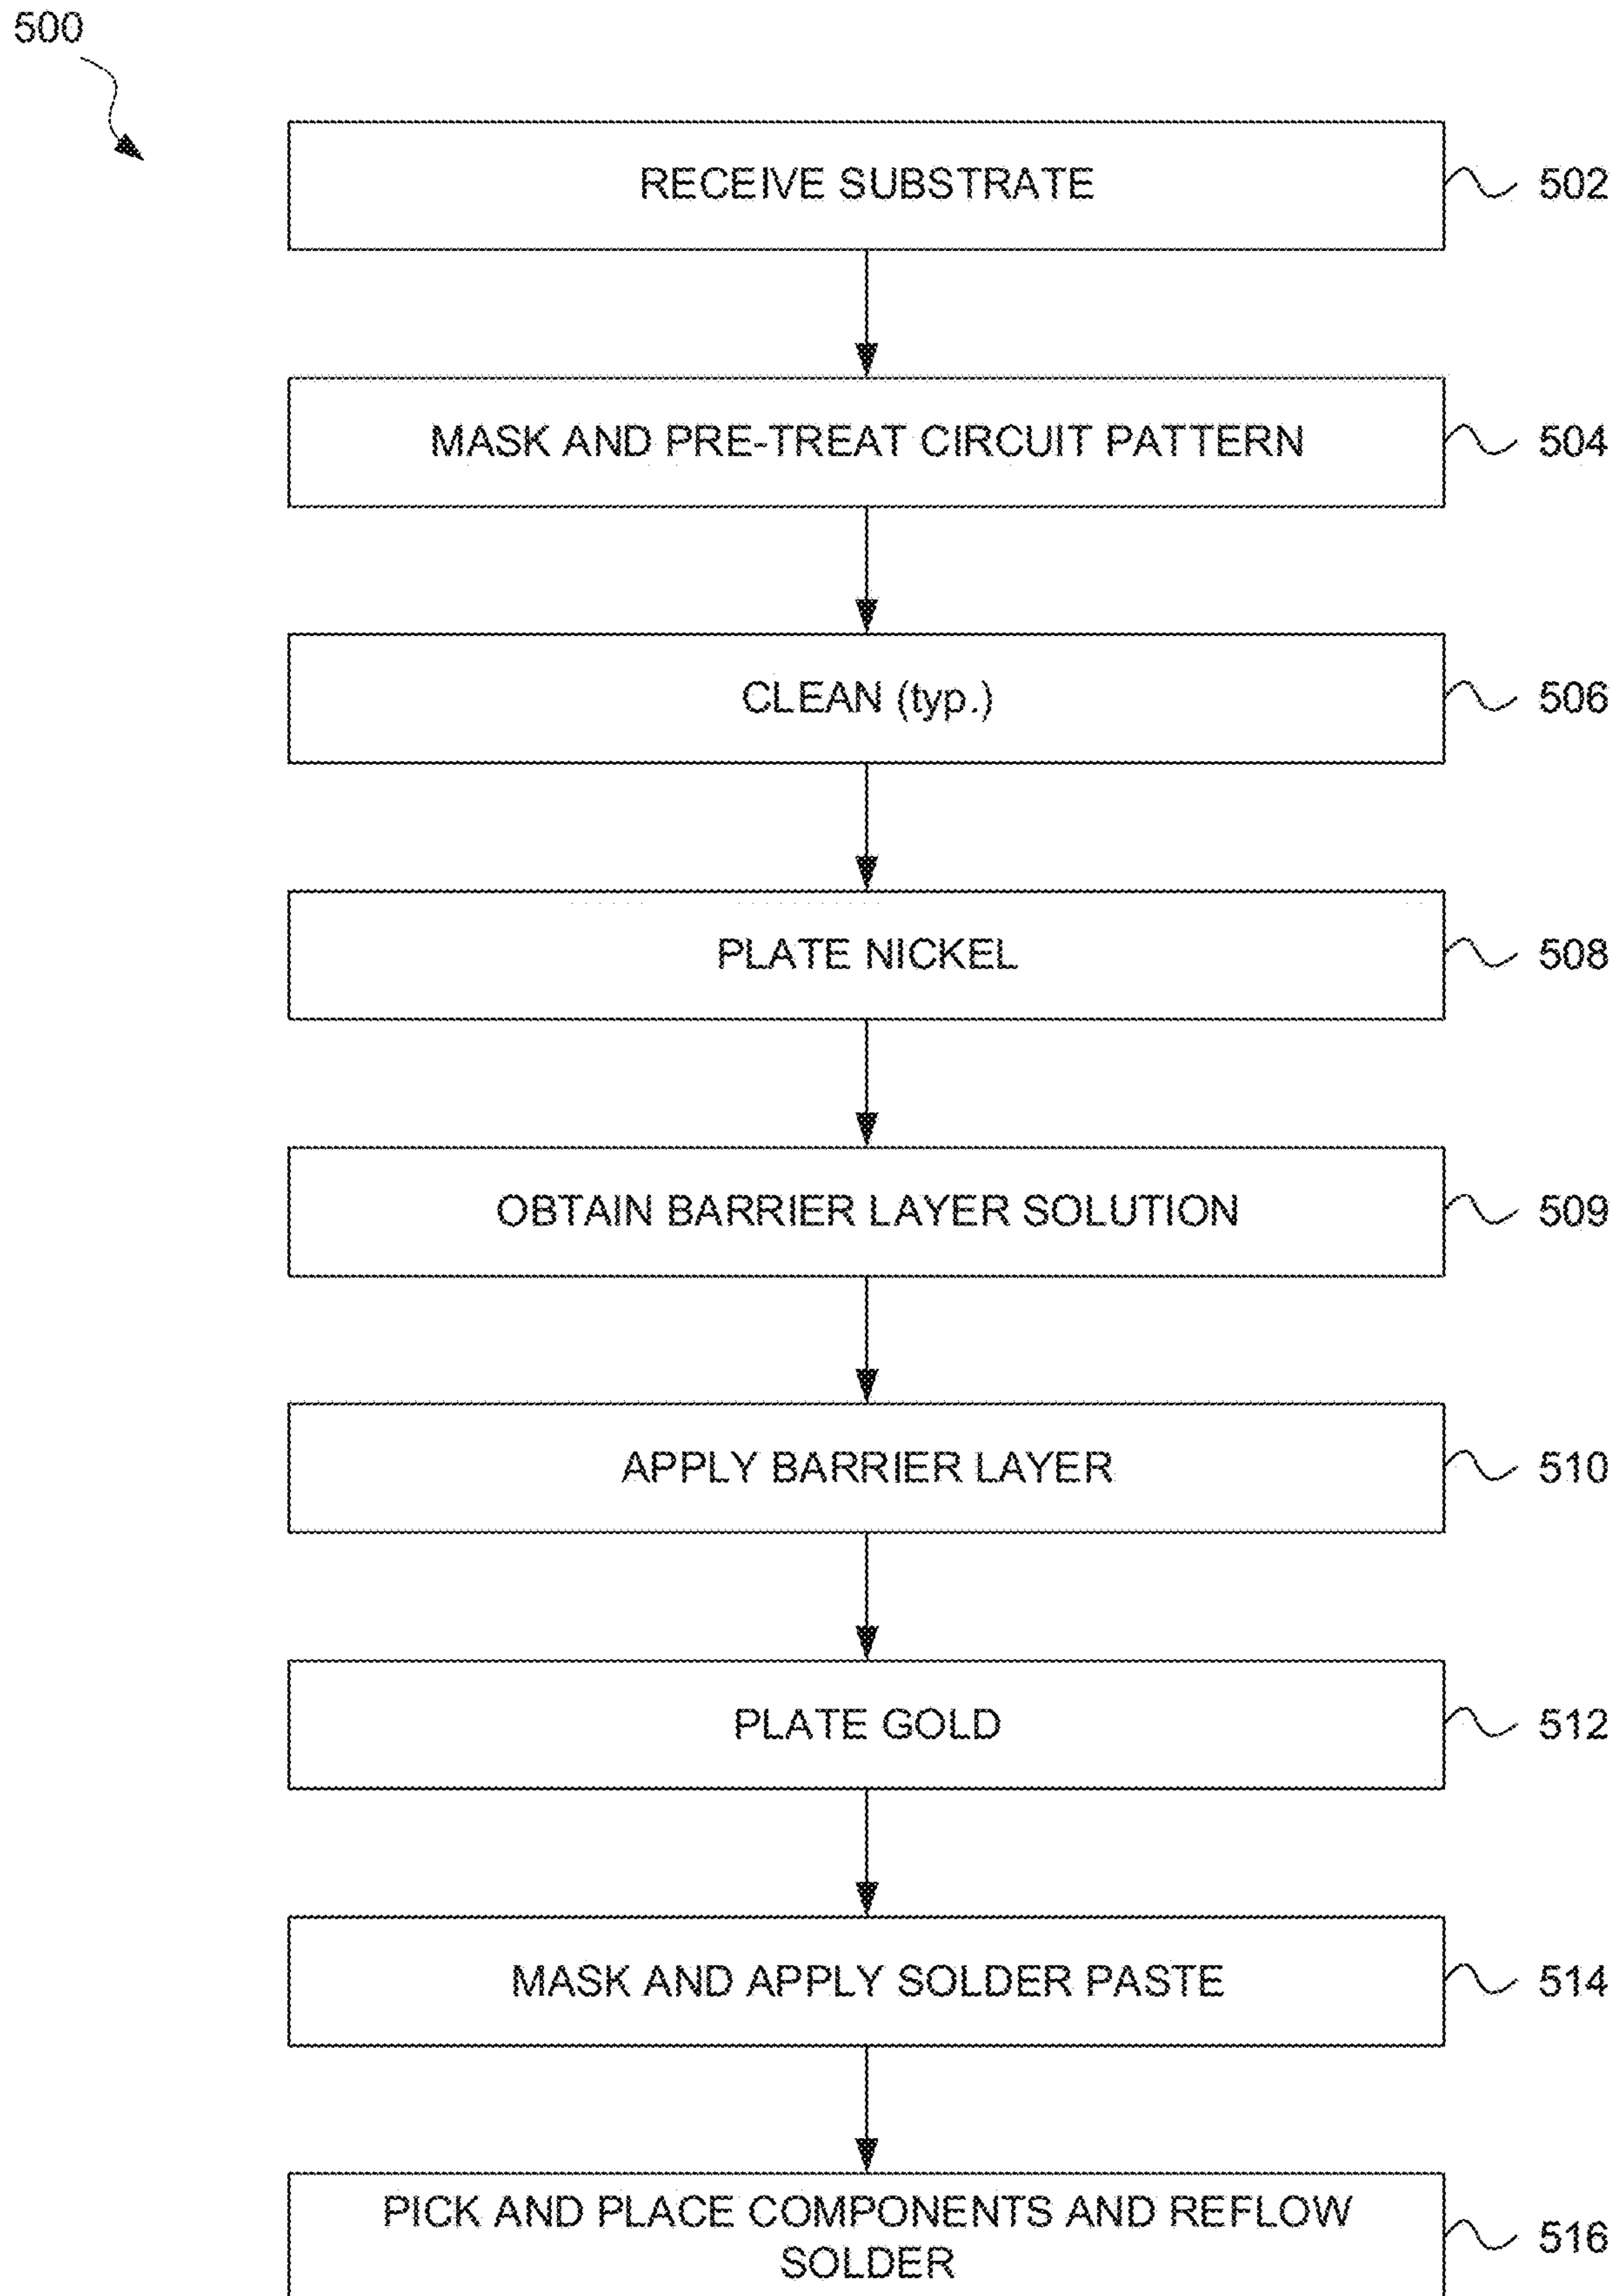 500
RECEIVE SUBSTRATE 502
MASK AND PRE-TREAT CIRCUIT PATTERN 504
CLEAN (typ.) 506
PLATE NICKEL 508
OBTAIN BARRIER LAYER SOLUTION 509
APPLY BARRIER LAYER 510
PLATE GOLD 512
MASK AND APPLY SOLDER PASTE 514
PICK AND PLACE COMPONENTS AND REFLOW
SOLDER 516